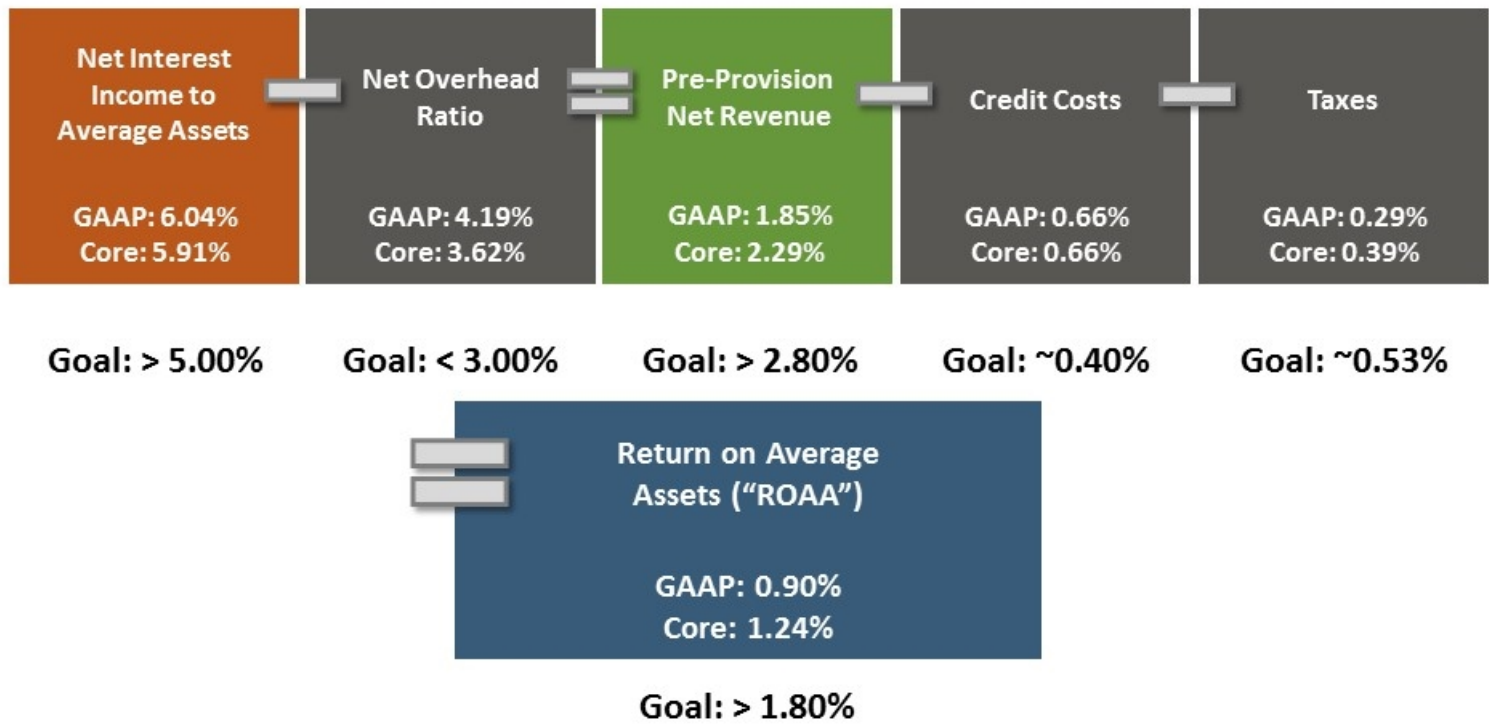 Net Interest
Income to
Average Assets
GAAP: 6.04%
Core: 5.91%
Net Overhead
Ratio
GAAP: 4.19%
Core: 3.62%
Pre-Provision
Net Revenue
GAAP: 1.85%
Core: 2.29%
Credit Costs
GAAP: 0.66%
Core: 0.66%
Taxes
GAAP: 0.29%
Core: 0.39%
Goal: > 5.00%
Goal: < 3.00%
Goal: > 2.80%
Goal: ~0.40%
Goal: ~0.53%
Return on Average
Assets (“ROAA”)
GAAP: 0.90%
Core: 1.24%
Goal: > 1.80%